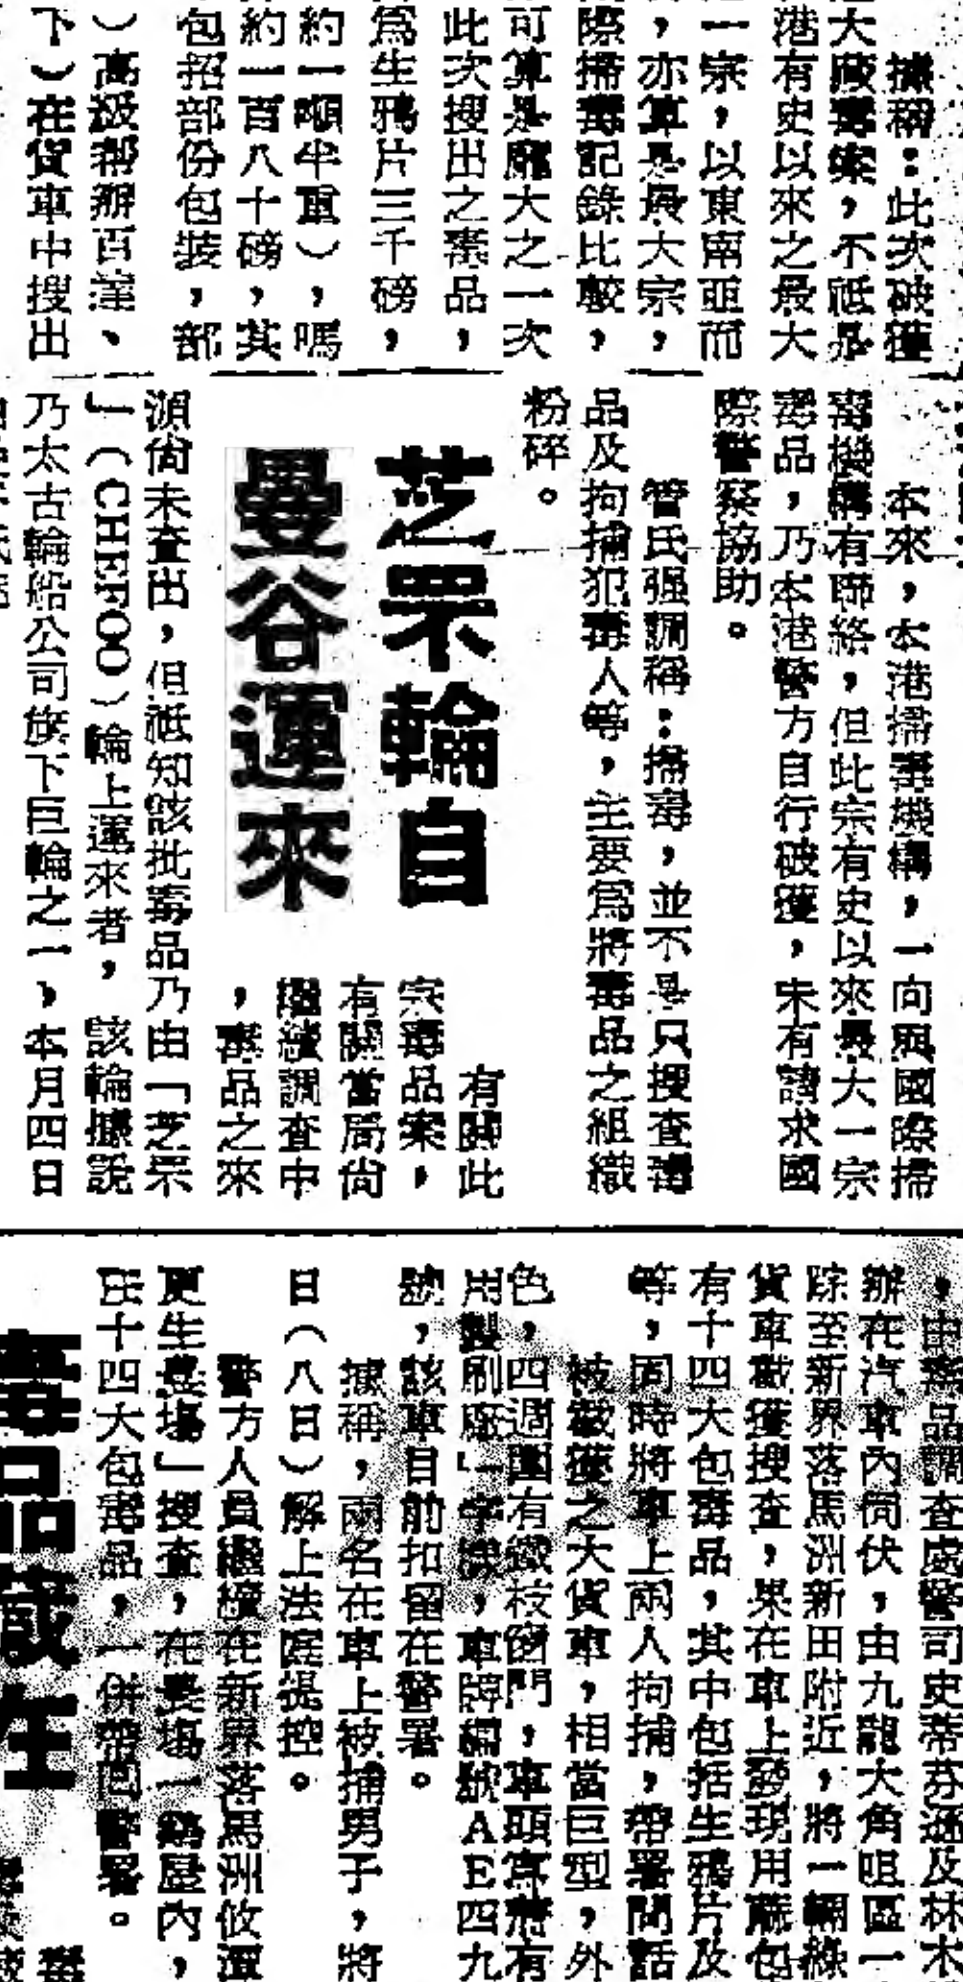 據稱：此次破獲
大廠毒案，不祗是
港有史以來之最大
一宗，以東南亞而
，亦算是最大宗，
際掃毒記錄比較，
可算是龐大之一次
此次搜出之毒品，
爲生鴉片三千磅，
約一噸半重），嗎
約一百八十磅，其
包招部份包裝，部
）高級幫辦百達、
下）在貨車中搜出
本來，本港掃毒機構，一向與國際掃
毒機構有聯絡，但此宗有史以來最大一宗
毒品，乃本港警方自行破獲，未有請求國
際警察協助。
管氏强調稱：掃毒，並不是只搜查毒
品及拘捕犯毒人等，主要爲將毒品之組織
粉碎。
芝罘輪自
曼谷運來
有關此
宗毒品案，
有關當局尙
繼續調查中
，毒品之來
源尙未查出，但祗知該批毒品乃由「芝罘
」（CHEFOO）輪上運來者，該輪據說
乃太古輪船公司旗下巨輪之一，本月四日
，由毒品調查處警司史蒂芬遜及林木
辦在汽車內伺伏，由九龍大角咀區一
踪至新界落馬洲新田附近，將一輛綠
貨車截獲搜查，果在車上發現用蔴包
有十四大包毒品，其中包括生鴉片及
等，同時將車上兩人拘捕，帶署問話
被截獲之大貨車，相當巨型，外
色，四週圍有鐵枝窗門，車頭寫着有
用製刷廠」字樣，車牌編號ＡＥ四九
號，該車目前扣留在警署。
據稱，兩名在車上被捕男子，將
日（八日）解上法庭提控。
警方人員繼續在新界落馬洲攸潭
更生農場」搜查，在農塲一鷄屋內，
庄十四大包毒品，一併帶囘警署。
毒品藏在